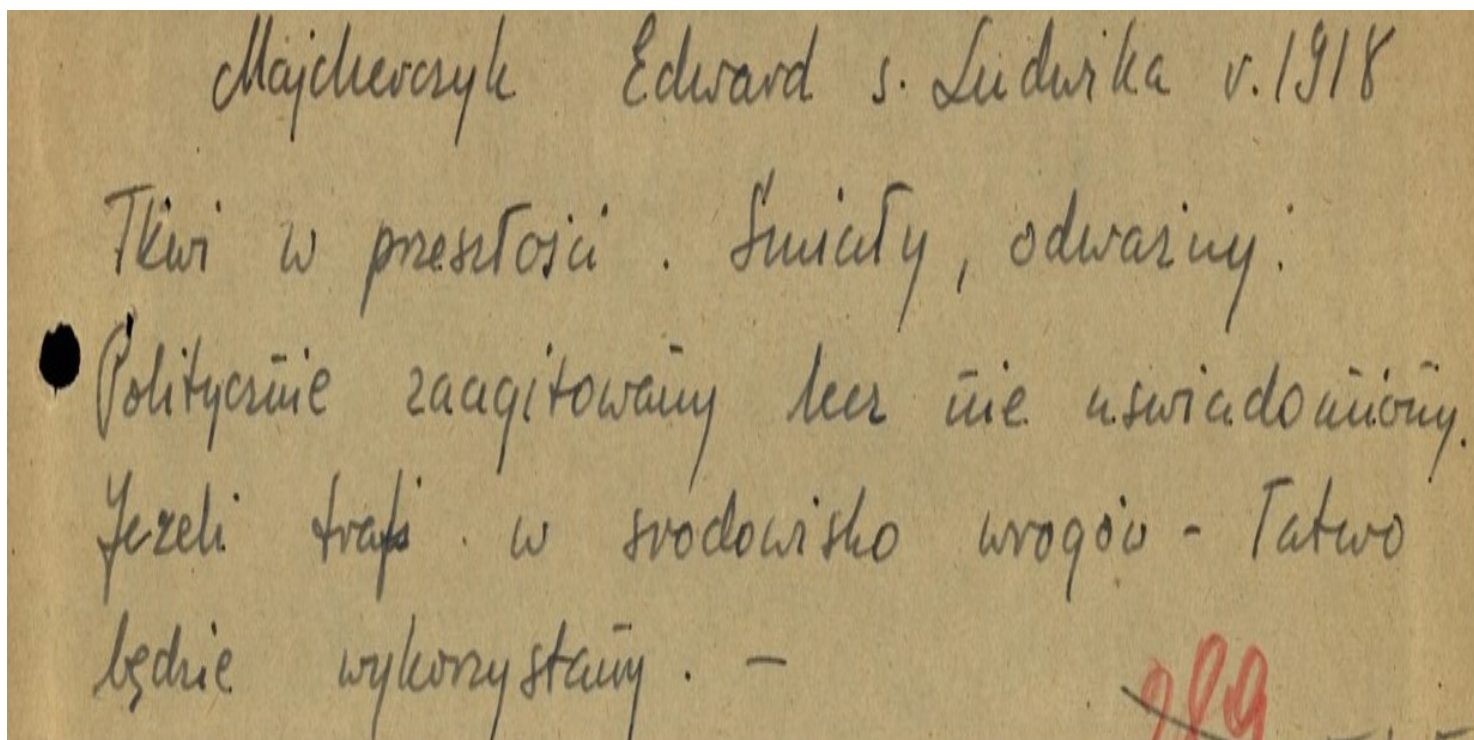 Majcherczyk Edward s. Ludwika r. 1918
Tkwi w przeszłości. Śmiały, odważny.
Politycznie zaagitowany lecz nie uświadomiony.
Jeżeli trafi w środowisko wrogów - łatwo
będzie wykorzystany. -